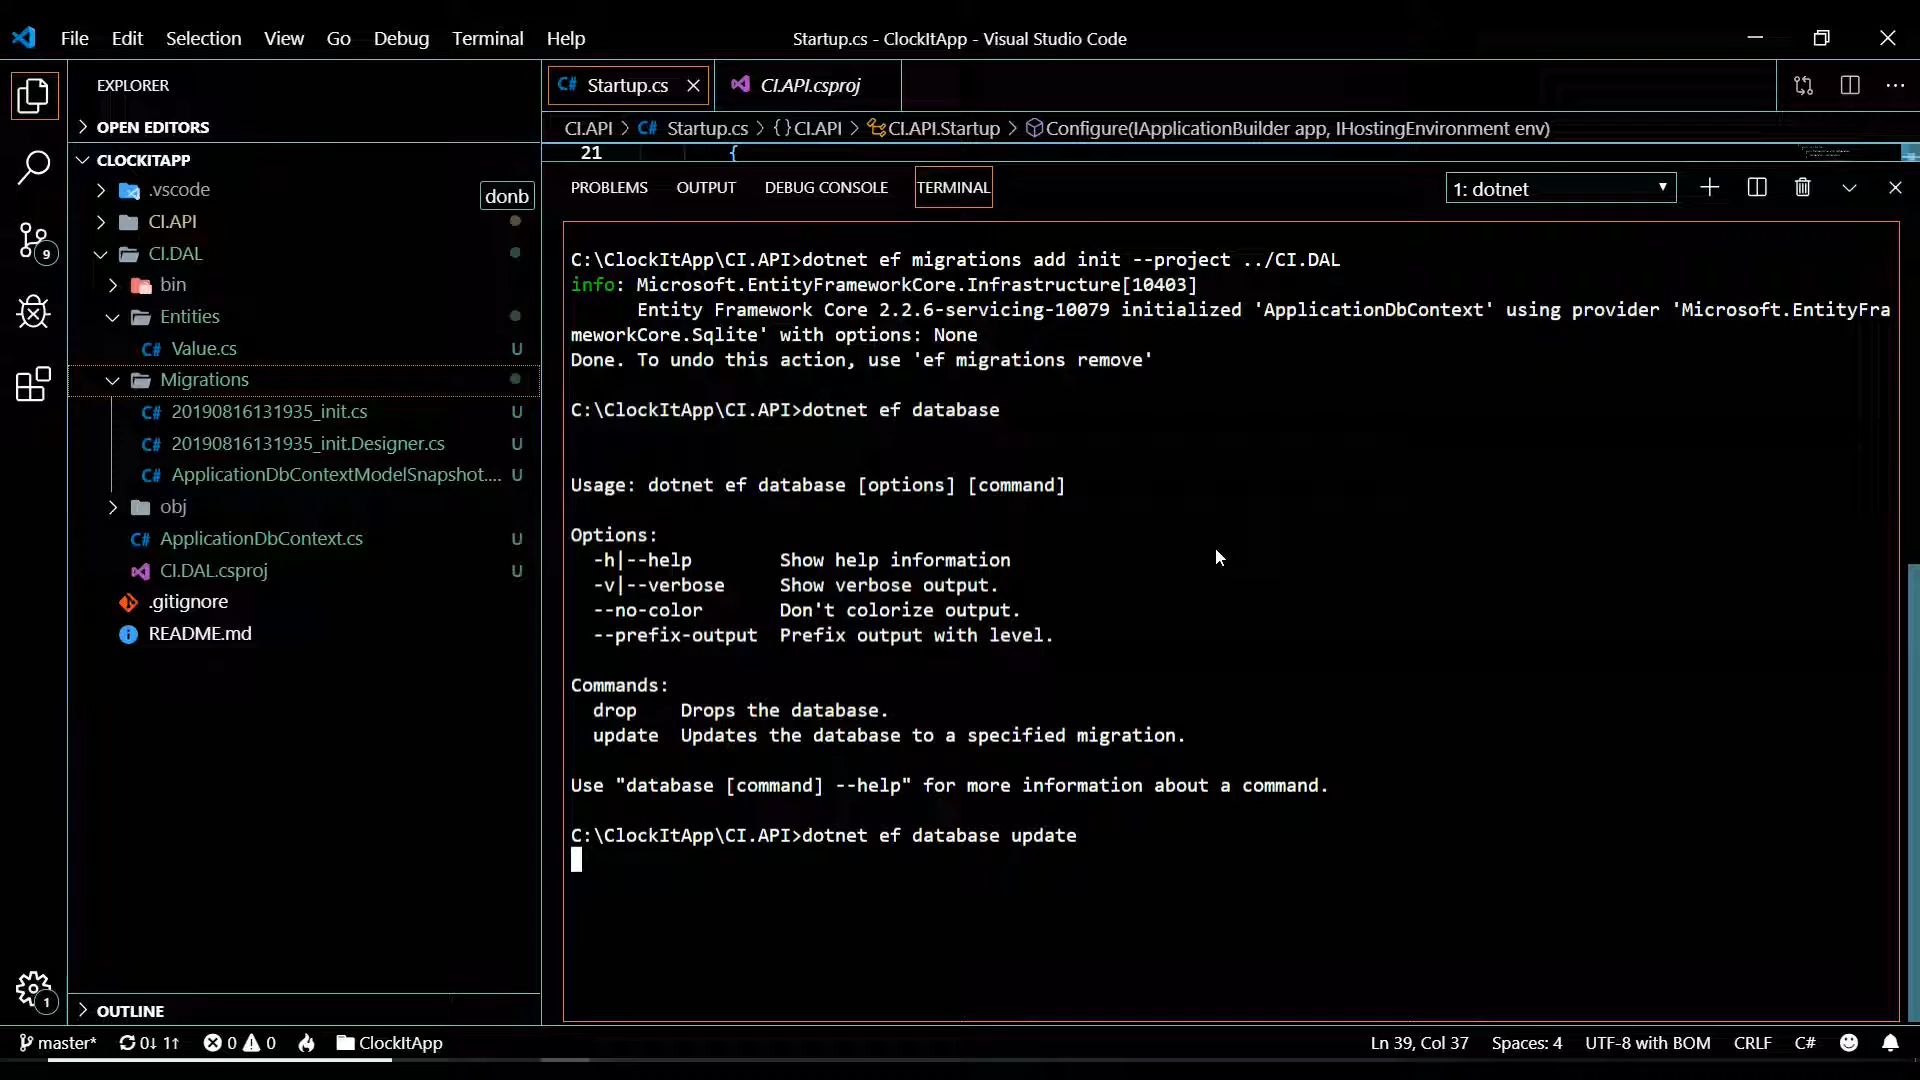 File Edit Selection View Go Debug Terminal Help
Startup.cs - ClockItApp - Visual Studio Code
EXPLORER
OPEN EDITORS
CLOCKITAPP
.vscode
donb
CI.API
CI.DAL
bin
Entities
Value.cs U
Migrations
20190816131935_init.cs U
20190816131935_init.Designer.cs U
ApplicationDbContextModelSnapshot.... U
obj
ApplicationDbContext.cs U
CI.DAL.csproj U
.gitignore
README.md
OUTLINE
9
1
C# Startup.cs
CI.API.csproj
CI.API > C# Startup.cs > {} CI.API > CI.API.Startup > Configure(IApplicationBuilder app, IHostingEnvironment env)
21 {
PROBLEMS OUTPUT DEBUG CONSOLE TERMINAL
1: dotnet
C:\ClockItApp\CI.API>dotnet ef migrations add init --project ../CI.DAL
info: Microsoft.EntityFrameworkCore.Infrastructure[10403]
Entity Framework Core 2.2.6-servicing-10079 initialized 'ApplicationDbContext' using provider 'Microsoft.EntityFra
meworkCore.Sqlite' with options: None
Done. To undo this action, use 'ef migrations remove'
C:\ClockItApp\CI.API>dotnet ef database
Usage: dotnet ef database [options] [command]
Options:
-h|--help Show help information
-v|--verbose Show verbose output.
--no-color Don't colorize output.
--prefix-output Prefix output with level.
Commands:
drop Drops the database.
update Updates the database to a specified migration.
Use "database [command] --help" for more information about a command.
C:\ClockItApp\CI.API>dotnet ef database update
master* 0↓ 1↑ 0 0 ClockItApp
Ln 39, Col 37 Spaces: 4 UTF-8 with BOM CRLF C#